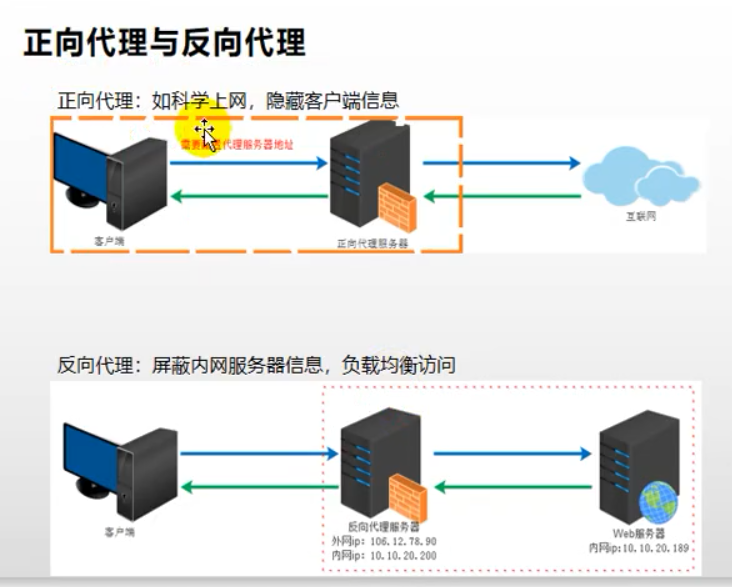 正向代理与反向代理
正向代理：如科学上网，隐藏客户端信息
需要 代理服务器地址
客户端
正向代理服务器
互联网
反向代理：屏蔽内网服务器信息，负载均衡访问
客户端
反向代理服务器
外网ip：106.12.78.90
内网ip：10.10.20.200
Web服务器
内网ip:10.10.20.189